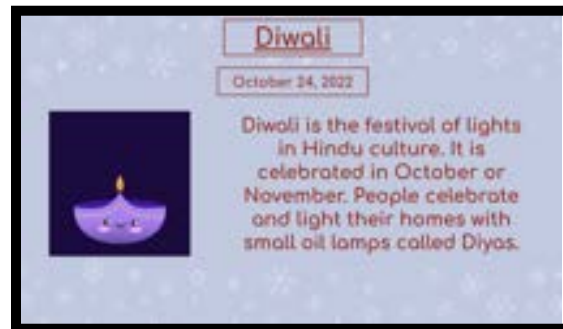 Diwali
October 24, 2022
Diwali is the festival of lights
in Hindu culture. It is
celebrated in October or
November. People celebrate
and light their homes with
small oil lamps called Diyas.